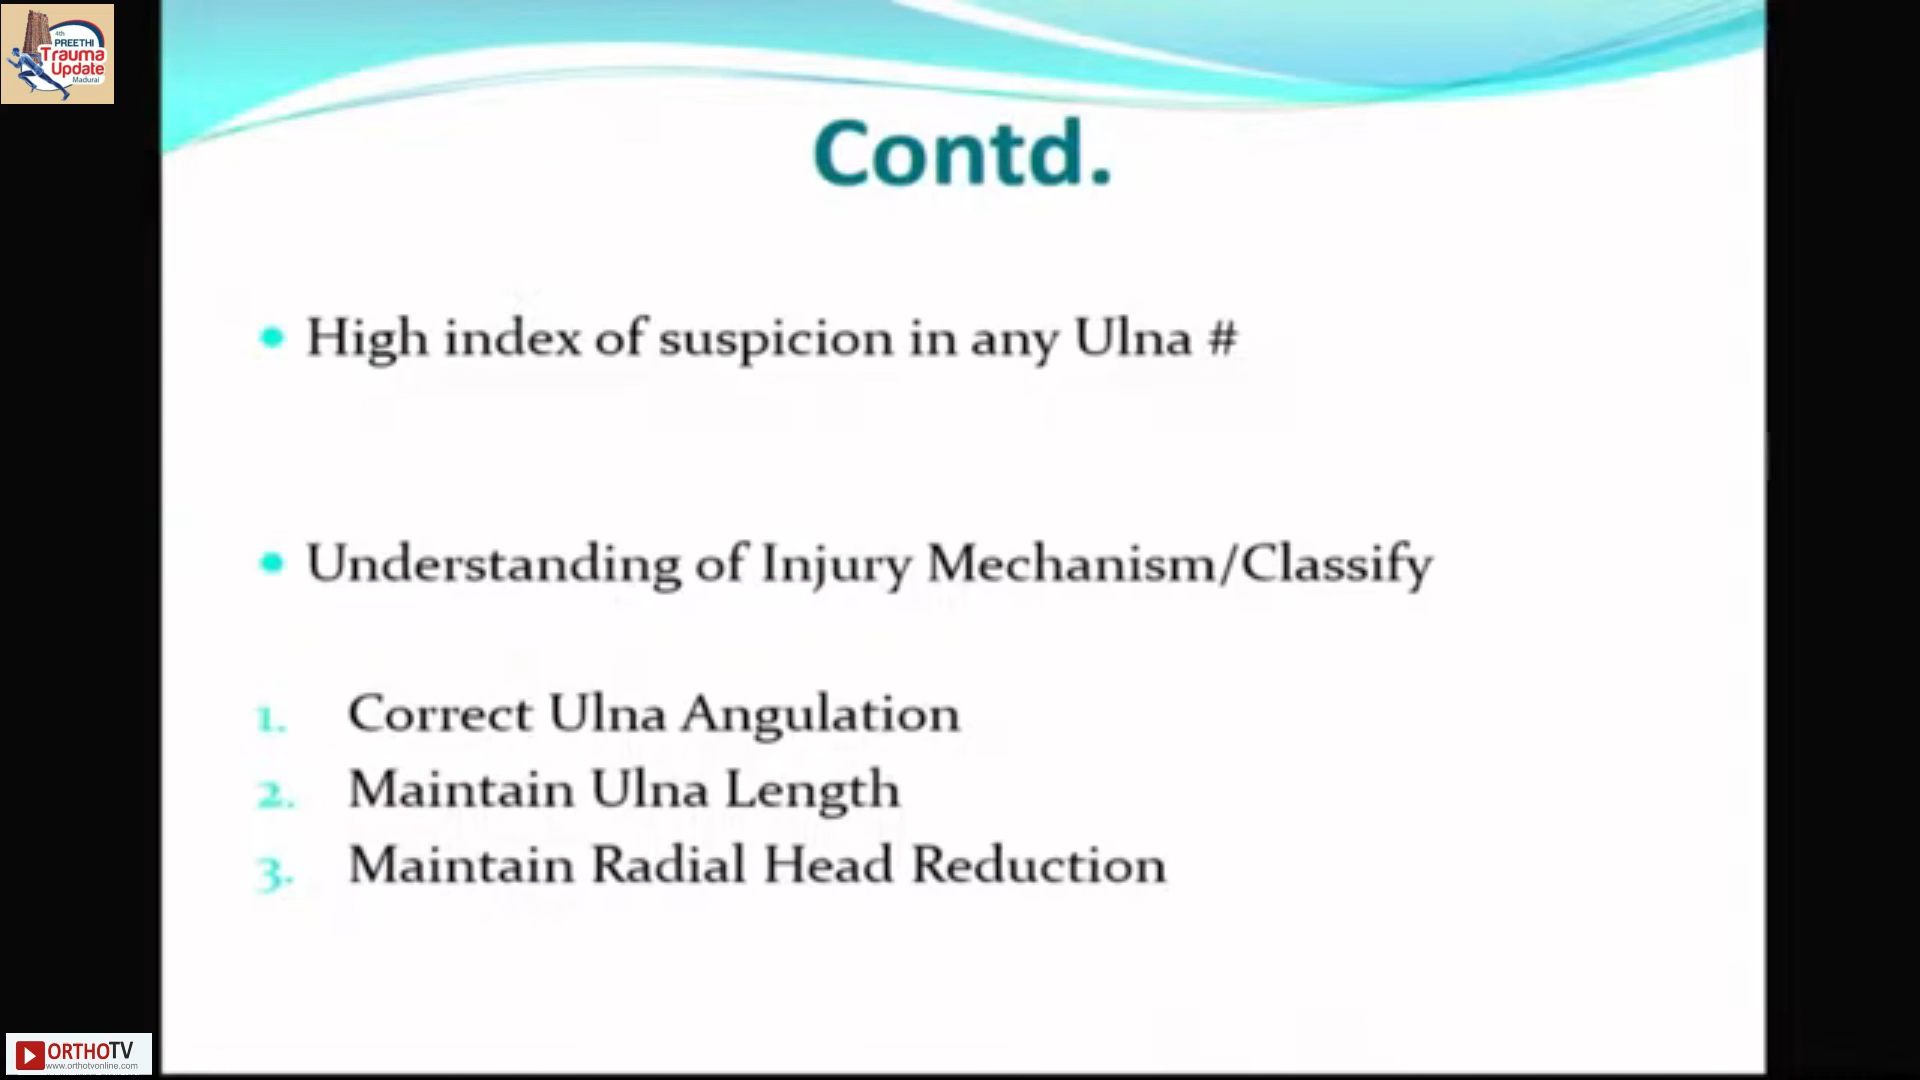 4th
PREETHI
Trauma
Update
Madurai
Contd.
• High index of suspicion in any Ulna #
• Understanding of Injury Mechanism/Classify
1. Correct Ulna Angulation
2. Maintain Ulna Length
3. Maintain Radial Head Reduction
ORTHOTV
www.orthotvonline.com